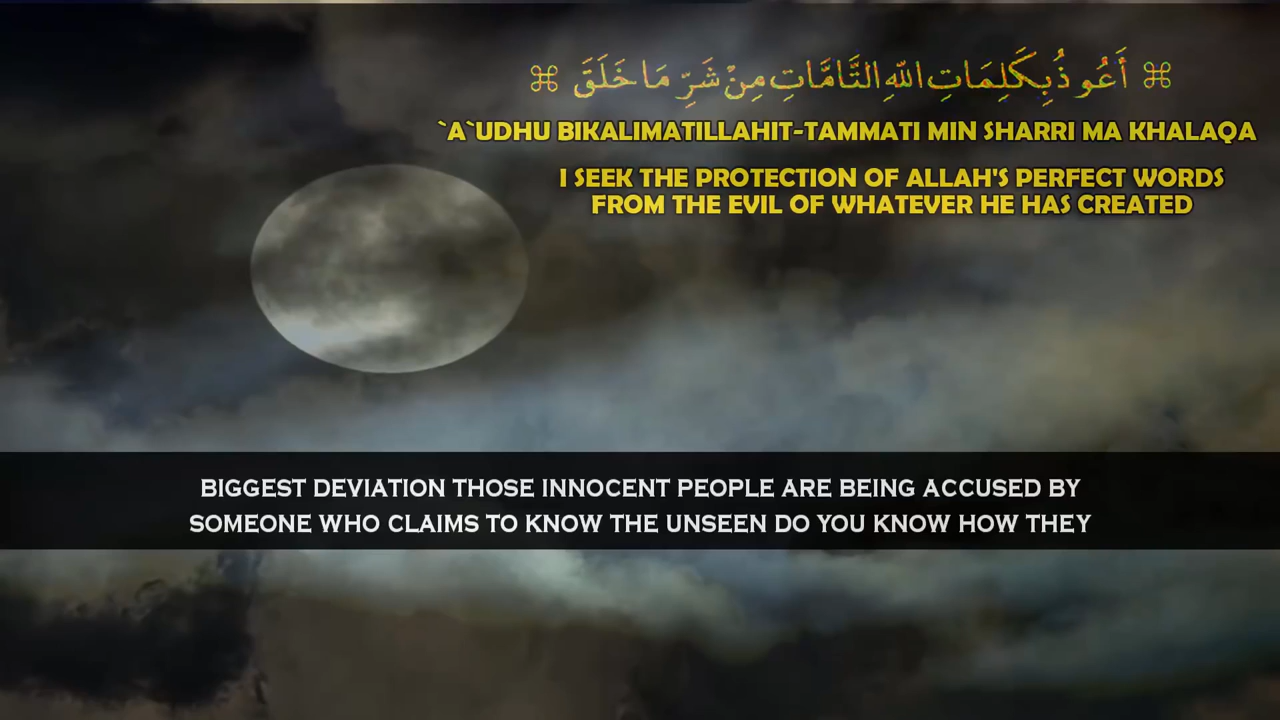 ⌘ أَعُوذُ بِكَلِمَاتِ اللّٰهِ التَّامَّاتِ مِنْ شَرِّ مَا خَلَقَ ⌘
`A`UDHU BIKALIMATILLAHIT-TAMMATI MIN SHARRI MA KHALAQA
I SEEK THE PROTECTION OF ALLAH'S PERFECT WORDS
FROM THE EVIL OF WHATEVER HE HAS CREATED
BIGGEST DEVIATION THOSE INNOCENT PEOPLE ARE BEING ACCUSED BY
SOMEONE WHO CLAIMS TO KNOW THE UNSEEN DO YOU KNOW HOW THEY